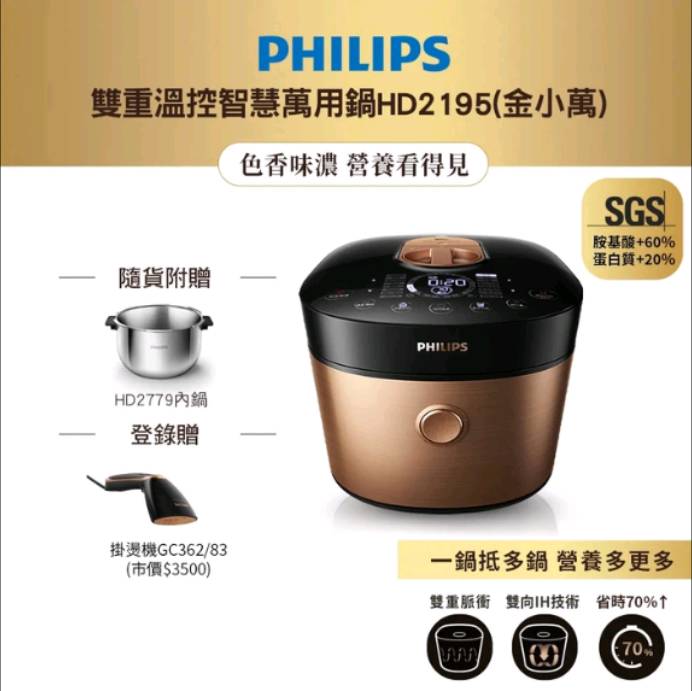 PHILIPS
雙重溫控智慧萬用鍋HD2195(金小萬)
色香味濃 營養看得見
SGS
胺基酸+60%
蛋白質+20%
隨貨附贈
PHILIPS
HD2779內鍋
登錄贈
掛燙機GC362/83
(市價$3500)
0:20
PHILIPS
一鍋抵多鍋 營養多更多
雙重脈衝
雙向IH技術
省時70%↑
70%